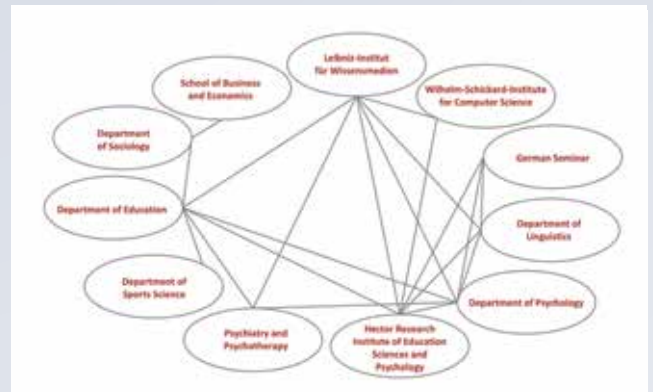 Leibniz-Institut
für Wissensmedien
School of Business
and Economics
Wilhelm-Schickard-Institute
for Computer Science
Department
of Sociology
German Seminar
Department of Education
Department of
Linguistics
Department of
Sports Science
Department of Psychology
Psychiatry and
Psychotherapy
Hector Research
Institute of Education
Sciences and
Psychology